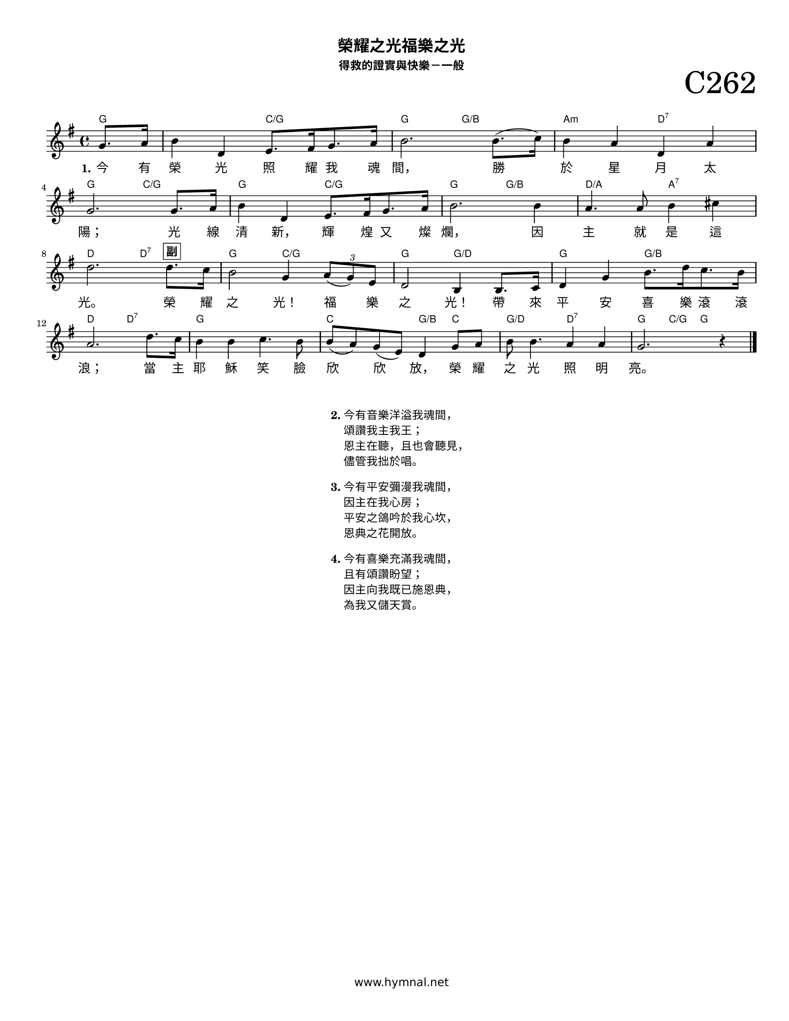 榮耀之光福樂之光
得救的證實與快樂－一般
C262
G C/G G G/B Am D7
1. 今 有 榮 光 照 耀 我 魂 間， 勝 於 星 月 太
4 G C/G G C/G G G/B D/A A7
陽； 光 線 清 新， 輝 煌 又 燦 爛， 因 主 就 是 這
8 D D7 副 G C/G 3 G G/D G G/B
光。 榮 耀 之 光！ 福 樂 之 光！ 帶 來 平 安 喜 樂 滾 滾
12 D D7 G C G/B C G/D D7 G C/G G
浪； 當 主 耶 穌 笑 臉 欣 欣 放， 榮 耀 之 光 照 明 亮。
2. 今有音樂洋溢我魂間，
頌讚我主我王；
恩主在聽，且也會聽見，
儘管我拙於唱。
3. 今有平安彌漫我魂間，
因主在我心房；
平安之鴿吟於我心坎，
恩典之花開放。
4. 今有喜樂充滿我魂間，
且有頌讚盼望；
因主向我既已施恩典，
為我又儲天賞。
www.hymnal.net